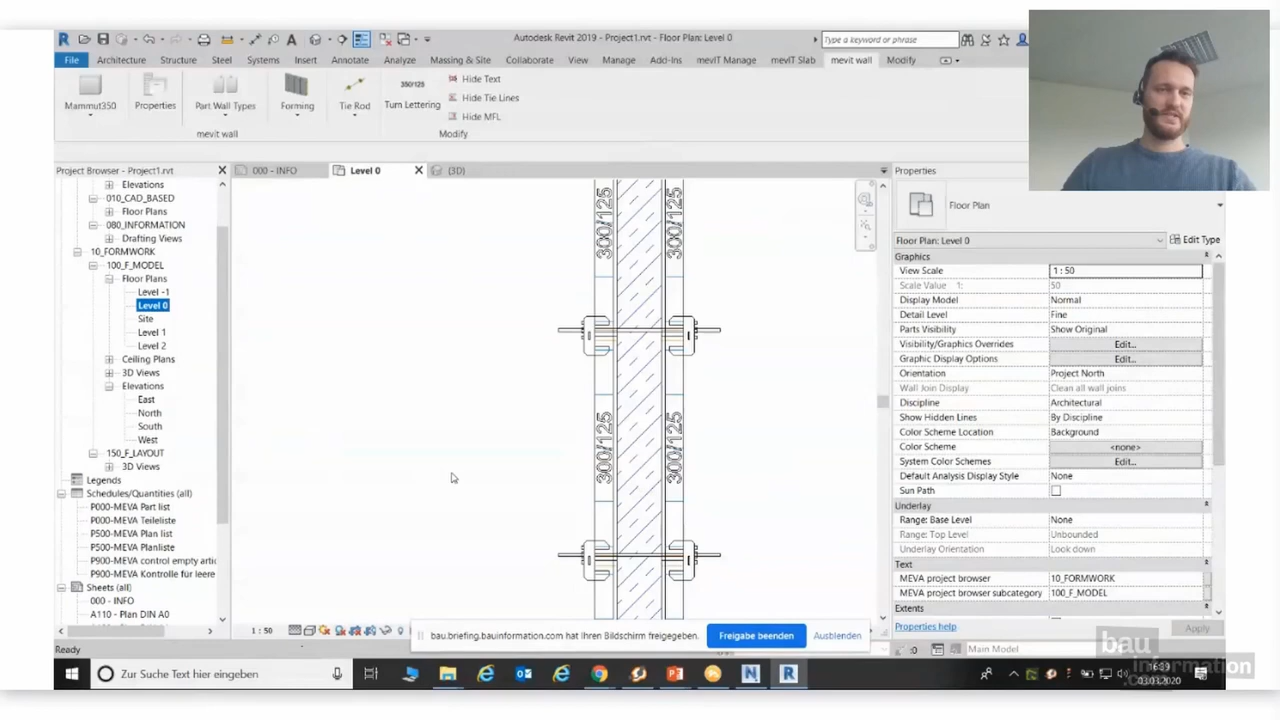 Autodesk Revit 2019 - Project1.rvt - Floor Plan: Level 0
Type a keyword or phrase
File Architecture Structure Steel Systems Insert Annotate Analyze Massing & Site Collaborate View Manage Add-Ins mevIT Manage mevIT Slab mevit wall Modify
Mammut350 Properties Part Wall Types Forming Tie Rod Turn Lettering
350/125
Hide Text
Hide Tie Lines
Hide MFL
mevit wall Modify
Project Browser - Project1.rvt
Elevations
010_CAD_BASED
Floor Plans
080_INFORMATION
Drafting Views
10_FORMWORK
100_F_MODEL
Floor Plans
Level -1
Level 0
Site
Level 1
Level 2
Ceiling Plans
3D Views
Elevations
East
North
South
West
150_F_LAYOUT
3D Views
Legends
Schedules/Quantities (all)
P000-MEVA Part list
P000-MEVA Teileliste
P500-MEVA Plan list
P500-MEVA Planliste
P900-MEVA control empty artic
P900-MEVA Kontrolle für leere
Sheets (all)
000 - INFO
A110 - Plan DIN A0
000 - INFO Level 0 (3D)
300/125 300/125
300/125 300/125
1 : 50
Properties
Floor Plan
Floor Plan: Level 0 Edit Type
Graphics
View Scale 1 : 50
Scale Value 1: 50
Display Model Normal
Detail Level Fine
Parts Visibility Show Original
Visibility/Graphics Overrides Edit...
Graphic Display Options Edit...
Orientation Project North
Wall Join Display Clean all wall joins
Discipline Architectural
Show Hidden Lines By Discipline
Color Scheme Location Background
Color Scheme <none>
System Color Schemes Edit...
Default Analysis Display Style None
Sun Path
Underlay
Range: Base Level None
Range: Top Level Unbounded
Underlay Orientation Look down
Text
MEVA project browser 10_FORMWORK
MEVA project browser subcategory 100_F_MODEL
Extents
Properties help Apply
bau.briefing.bauinformation.com hat Ihren Bildschirm freigegeben. Freigabe beenden Ausblenden
Ready :0 Main Model
bau
information
.com
Zur Suche Text hier eingeben
03.03.2020